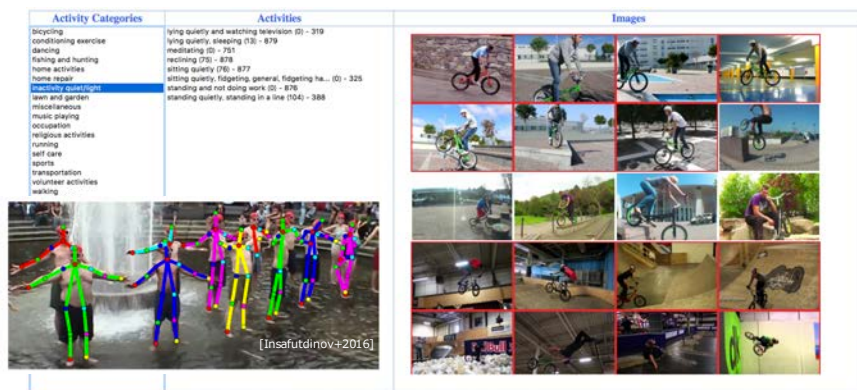 Activity Categories
Activities
Images
bicycling
conditioning exercise
dancing
fishing and hunting
home activities
home repair
inactivity quiet/light
lawn and garden
miscellaneous
music playing
occupation
religious activities
running
self care
sports
transportation
volunteer activities
walking
lying quietly and watching television (0) - 319
lying quietly, sleeping (13) - 879
meditating (0) - 751
reclining (75) - 878
sitting quietly (76) - 877
sitting quietly, fidgeting, general, fidgeting ha... (0) - 325
standing and not doing work (0) - 876
standing quietly, standing in a line (104) - 388
[Insafutdinov+2016]
RedBull